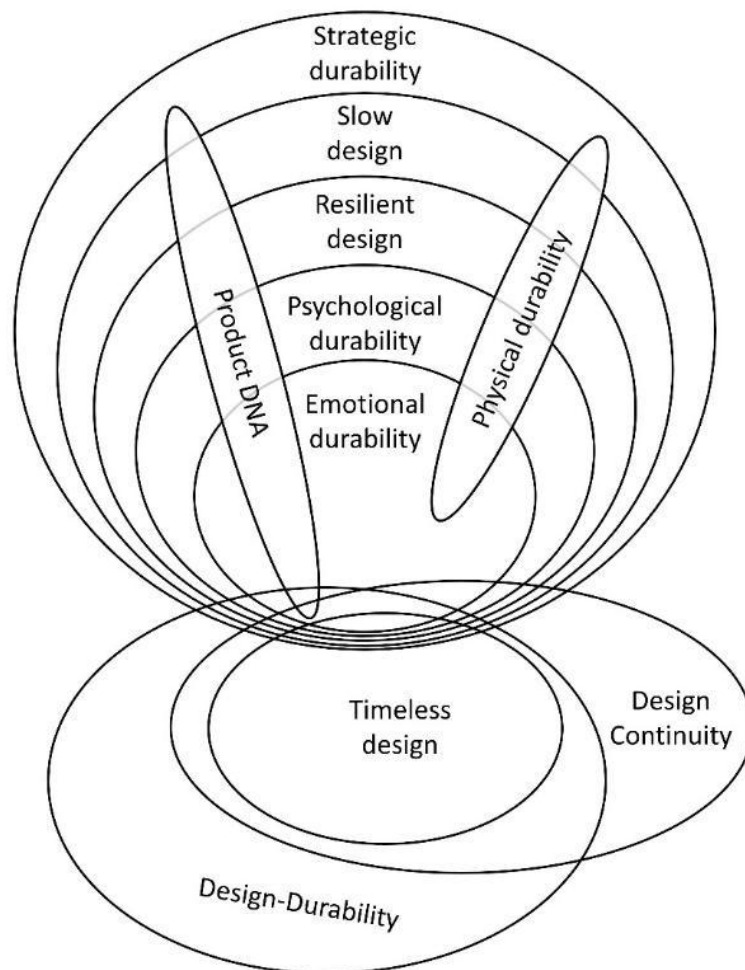 Strategic
durability
Slow
design
Resilient
design
Psychological
durability
Emotional
durability
Product DNA
Physical durability
Timeless
design
Design
Continuity
Design-Durability